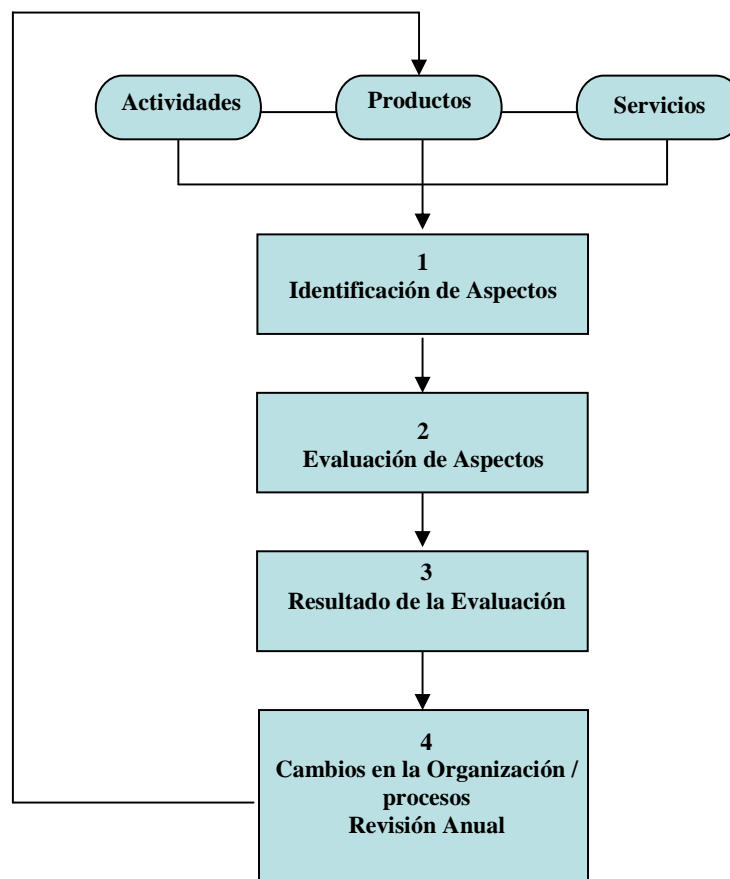 Actividades
Productos
Servicios
1
Identificación de Aspectos
2
Evaluación de Aspectos
3
Resultado de la Evaluación
4
Cambios en la Organización /
procesos
Revisión Anual